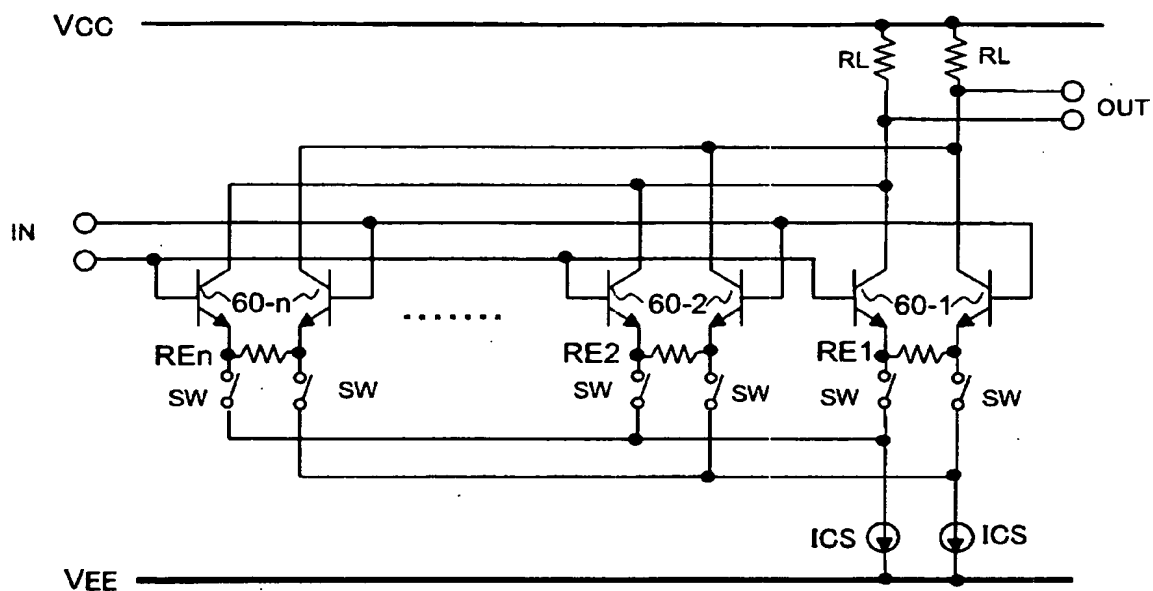 VCC
RL
RL
OUT
IN
60-n
60-2
60-1
REn
RE2
RE1
SW
SW
SW
SW
SW
SW
ICS
ICS
VEE